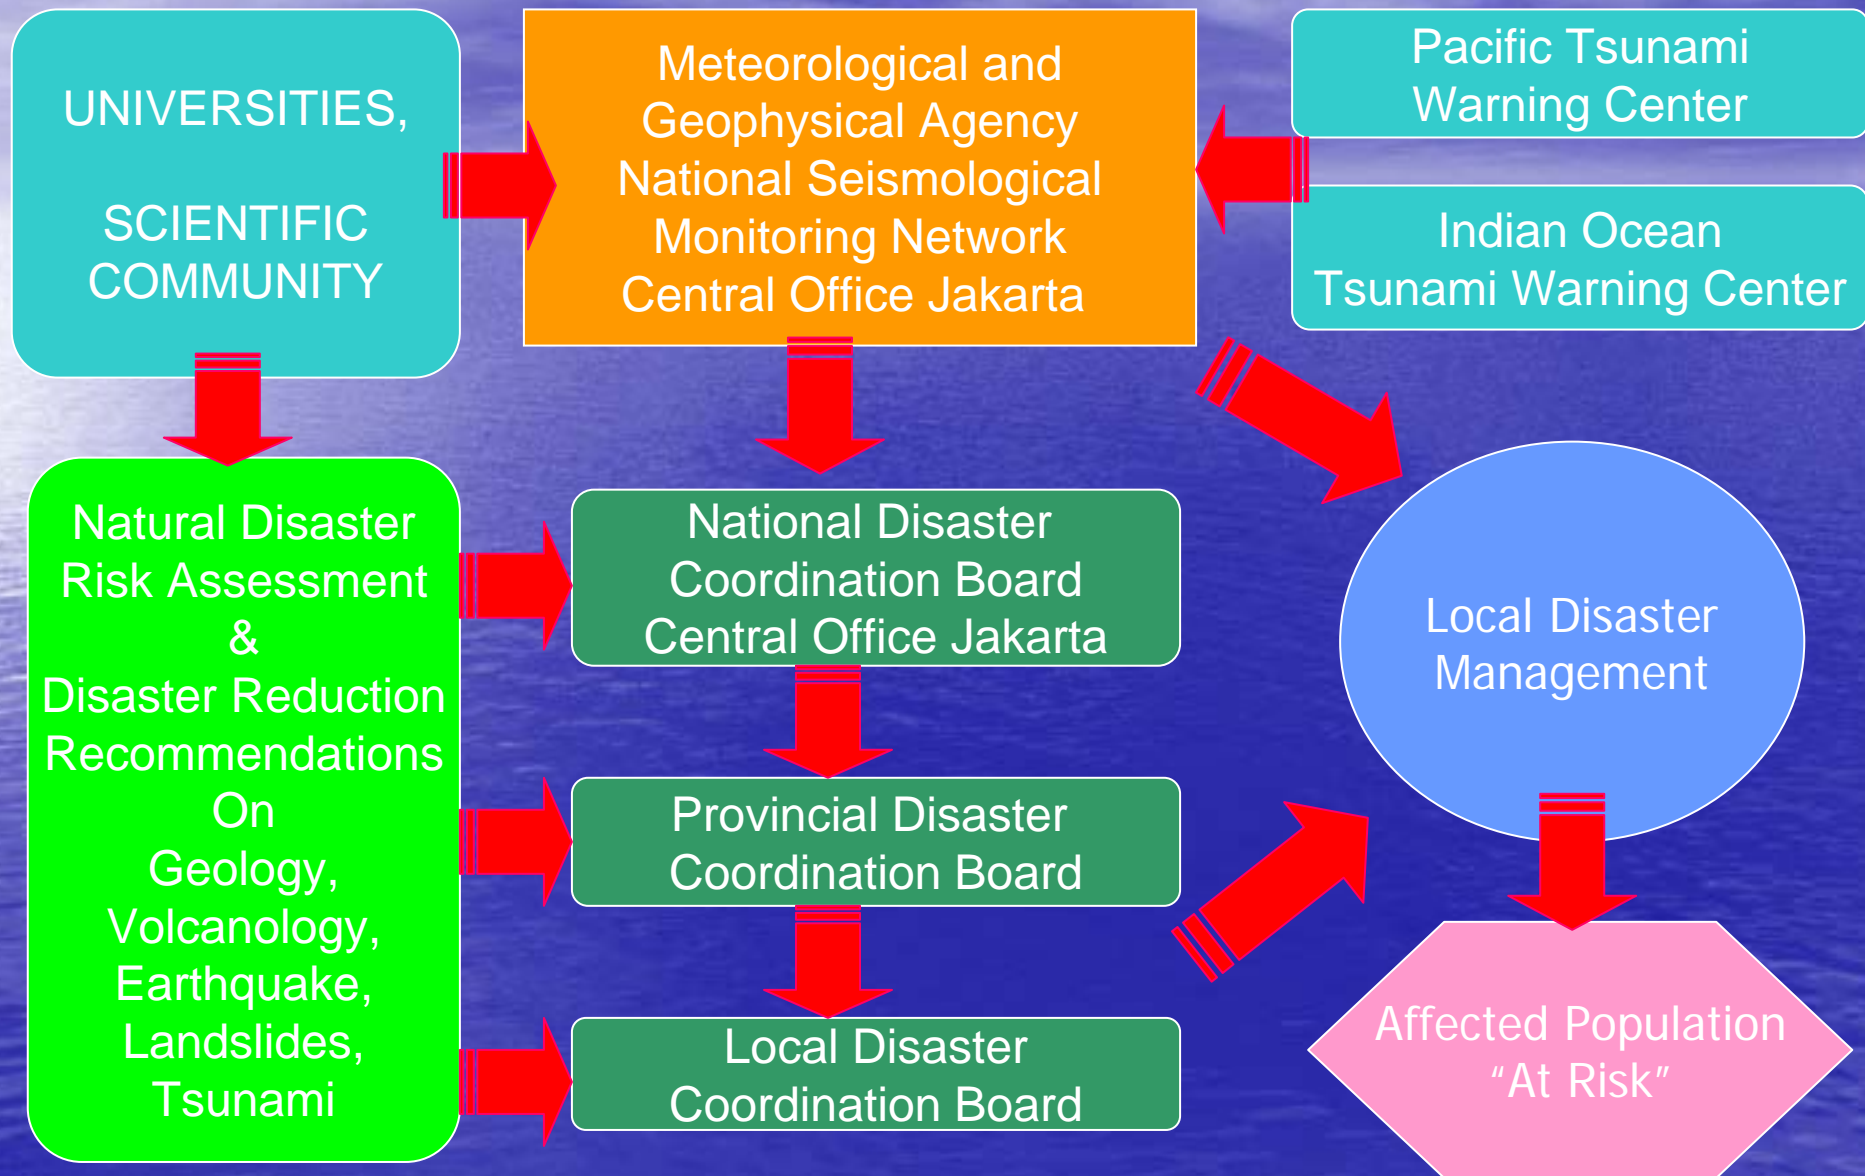 UNIVERSITIES,
SCIENTIFIC
COMMUNITY
Meteorological and
Geophysical Agency
National Seismological
Monitoring Network
Central Office Jakarta
Pacific Tsunami
Warning Center
Indian Ocean
Tsunami Warning Center
Natural Disaster
Risk Assessment
&
Disaster Reduction
Recommendations
On
Geology,
Volcanology,
Earthquake,
Landslides,
Tsunami
National Disaster
Coordination Board
Central Office Jakarta
Provincial Disaster
Coordination Board
Local Disaster
Coordination Board
Local Disaster
Management
Affected Population
“At Risk”